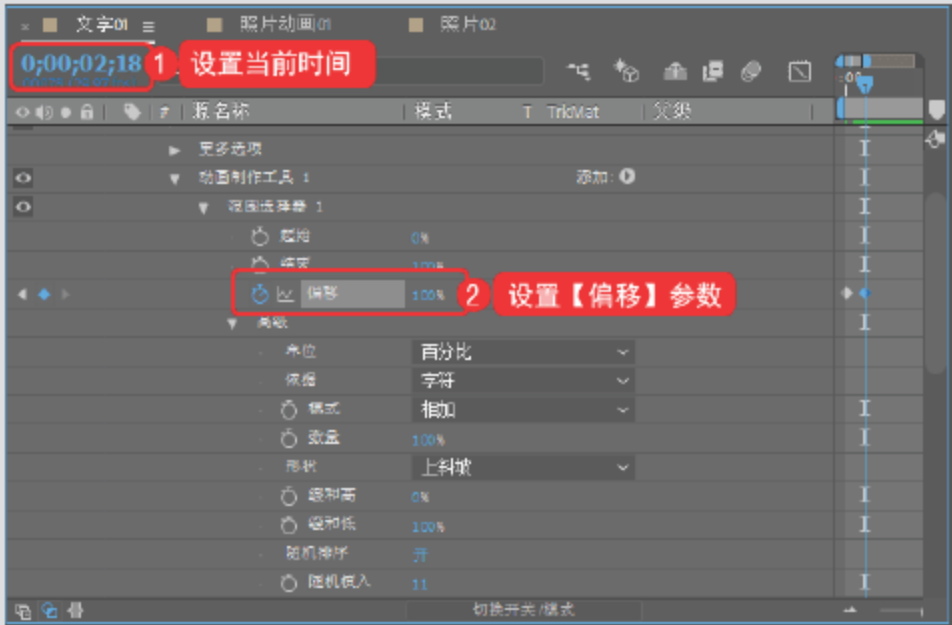 × 文字01 ≡ 照片动画01 照片02
0;00;02;18 1 设置当前时间
# 源名称 模式 T TrkMat 父级
更多选项
动画制作工具 1 添加:
范围选择器 1
起始 0%
结束 100%
偏移 100% 2 设置【偏移】参数
高级
单位 百分比
依据 字符
模式 相加
数量 100%
形状 上斜坡
缓和高 0%
缓和低 100%
随机排序 开
随机植入 11
切换开关/模式